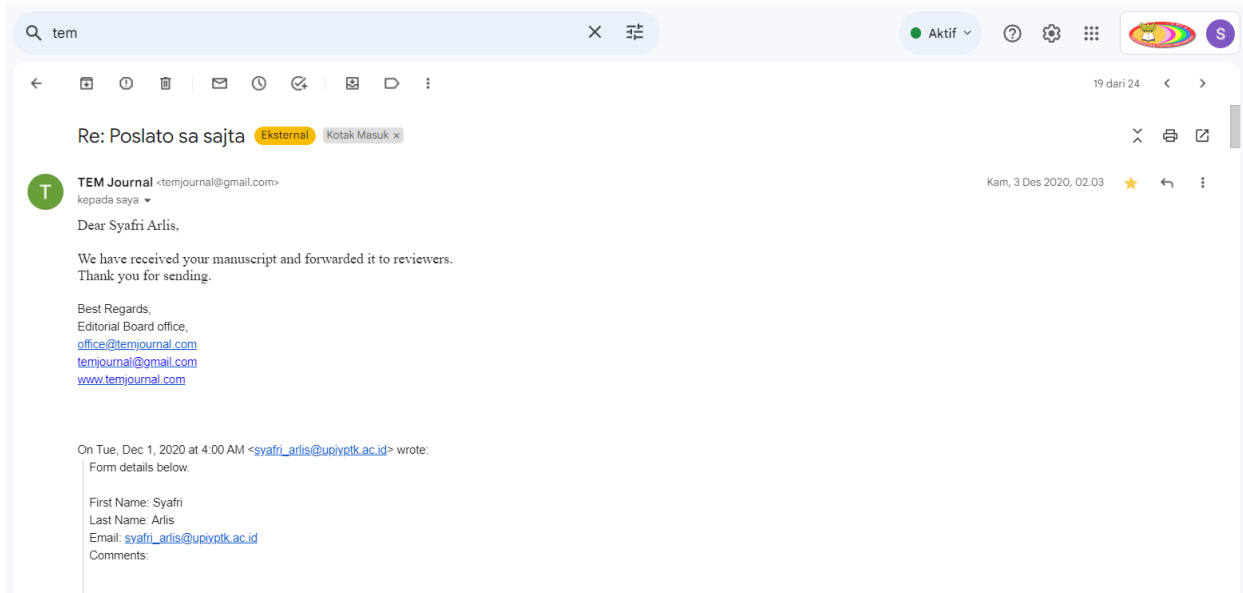 tem
Aktif
S
19 dari 24
Re: Poslato sa sajta Eksternal Kotak Masuk ×
T
TEM Journal <temjournal@gmail.com>
Kam, 3 Des 2020, 02.03
kepada saya
Dear Syafri Arlis,
We have received your manuscript and forwarded it to reviewers.
Thank you for sending.
Best Regards,
Editorial Board office,
office@temjournal.com
temjournal@gmail.com
www.temjournal.com
On Tue, Dec 1, 2020 at 4:00 AM <syafri_arlis@upiyptk.ac.id> wrote:
Form details below.
First Name: Syafri
Last Name: Arlis
Email: syafri_arlis@upiyptk.ac.id
Comments: